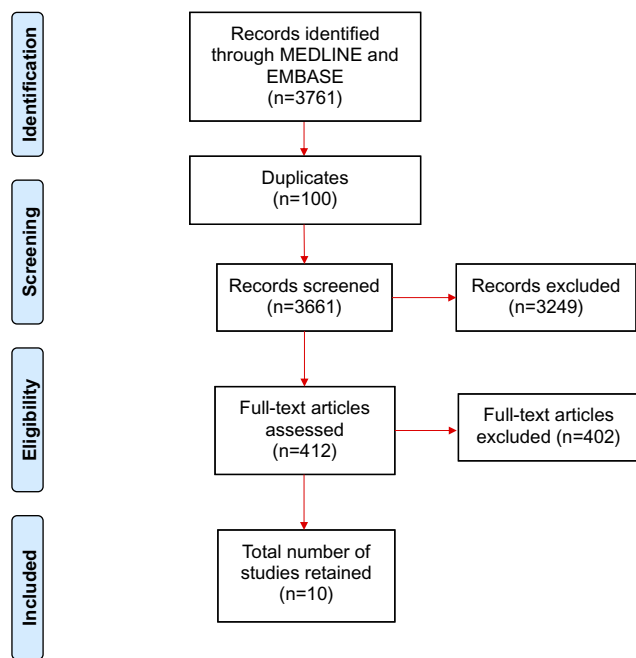 Identification
Records identified
through MEDLINE and
EMBASE
(n=3761)
Duplicates
(n=100)
Screening
Records screened
(n=3661)
Records excluded
(n=3249)
Eligibility
Full-text articles
assessed
(n=412)
Full-text articles
excluded (n=402)
Included
Total number of
studies retained
(n=10)